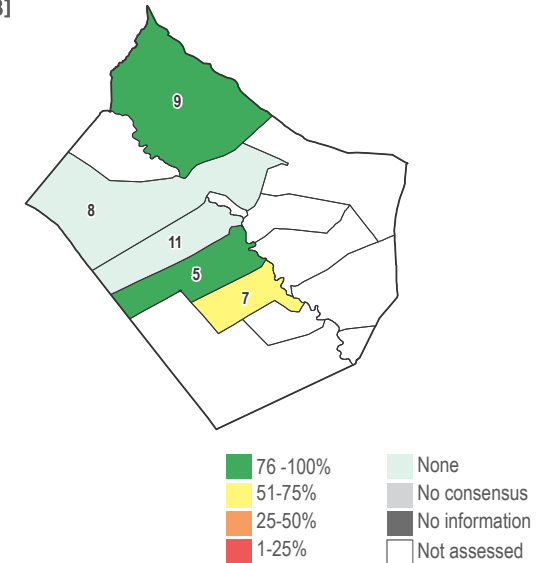 3]
9
8
11
5
7
76 -100%
51-75%
25-50%
1-25%
None
No consensus
No information
Not assessed